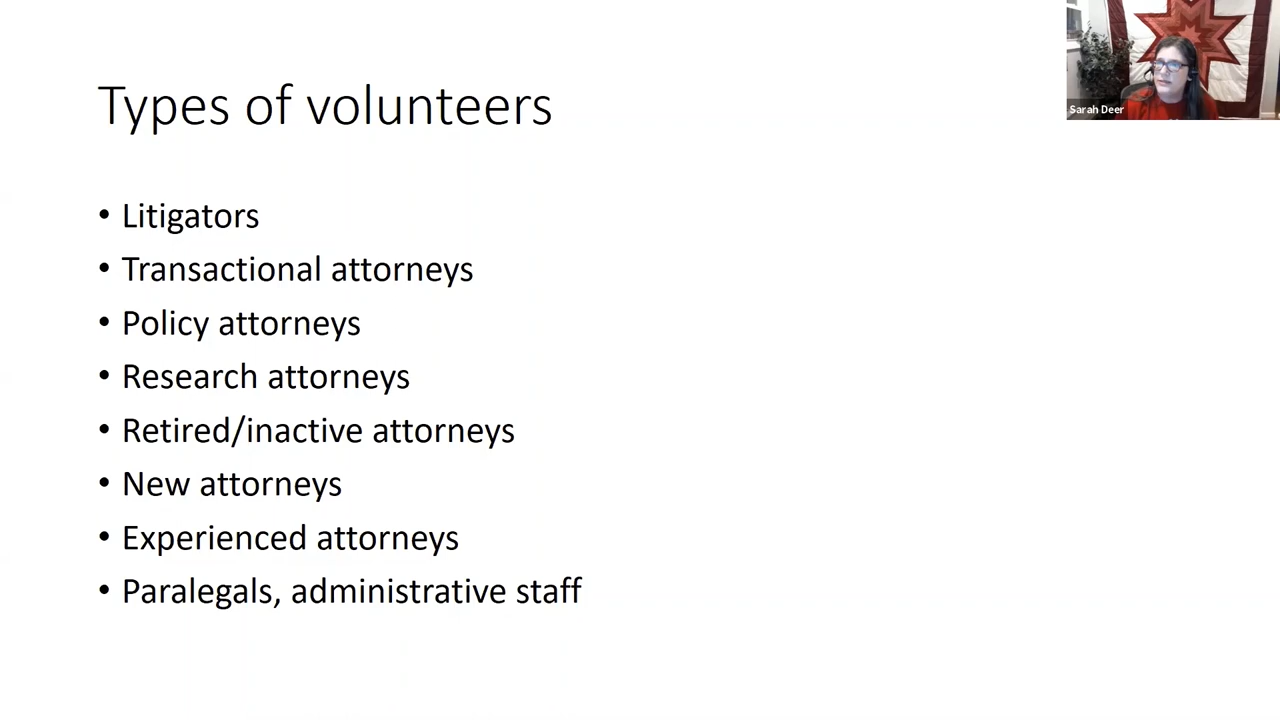 Types of volunteers
• Litigators
• Transactional attorneys
• Policy attorneys
• Research attorneys
• Retired/inactive attorneys
• New attorneys
• Experienced attorneys
• Paralegals, administrative staff
Sarah Deer